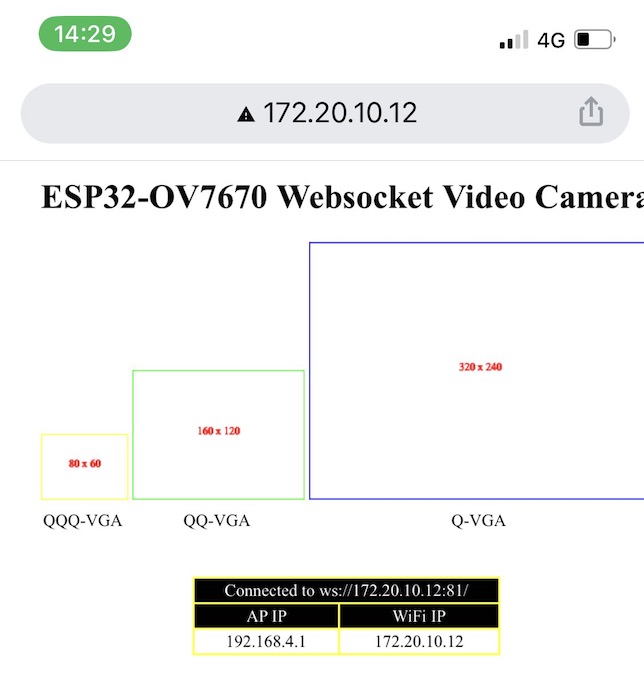 14:29
4G
172.20.10.12
ESP32-OV7670 Websocket Video Camera
320 x 240
160 x 120
80 x 60
QQQ-VGA QQ-VGA Q-VGA
Connected to ws://172.20.10.12:81/
AP IP WiFi IP
192.168.4.1 172.20.10.12